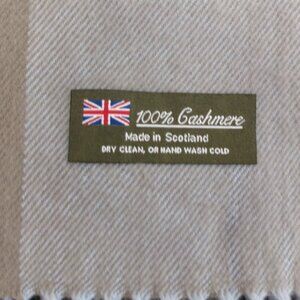 100% Cashmere
Made in Scotland
DRY CLEAN, OR HAND WASH COLD